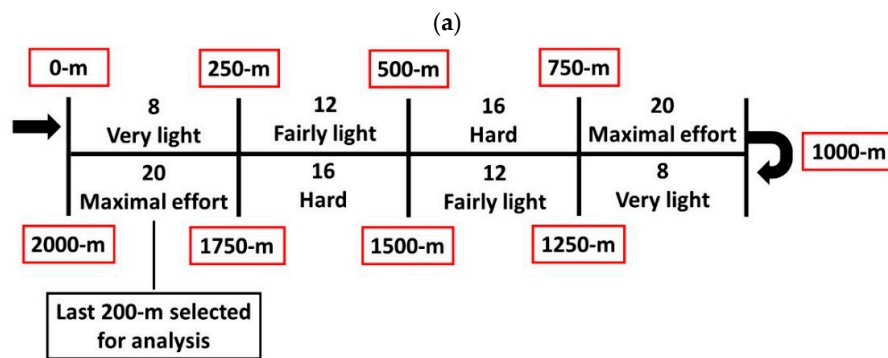 (a)
0-m 250-m 500-m 750-m
8 12 16 20
Very light Fairly light Hard Maximal effort
1000-m
20 16 12 8
Maximal effort Hard Fairly light Very light
2000-m 1750-m 1500-m 1250-m
Last 200-m selected
for analysis